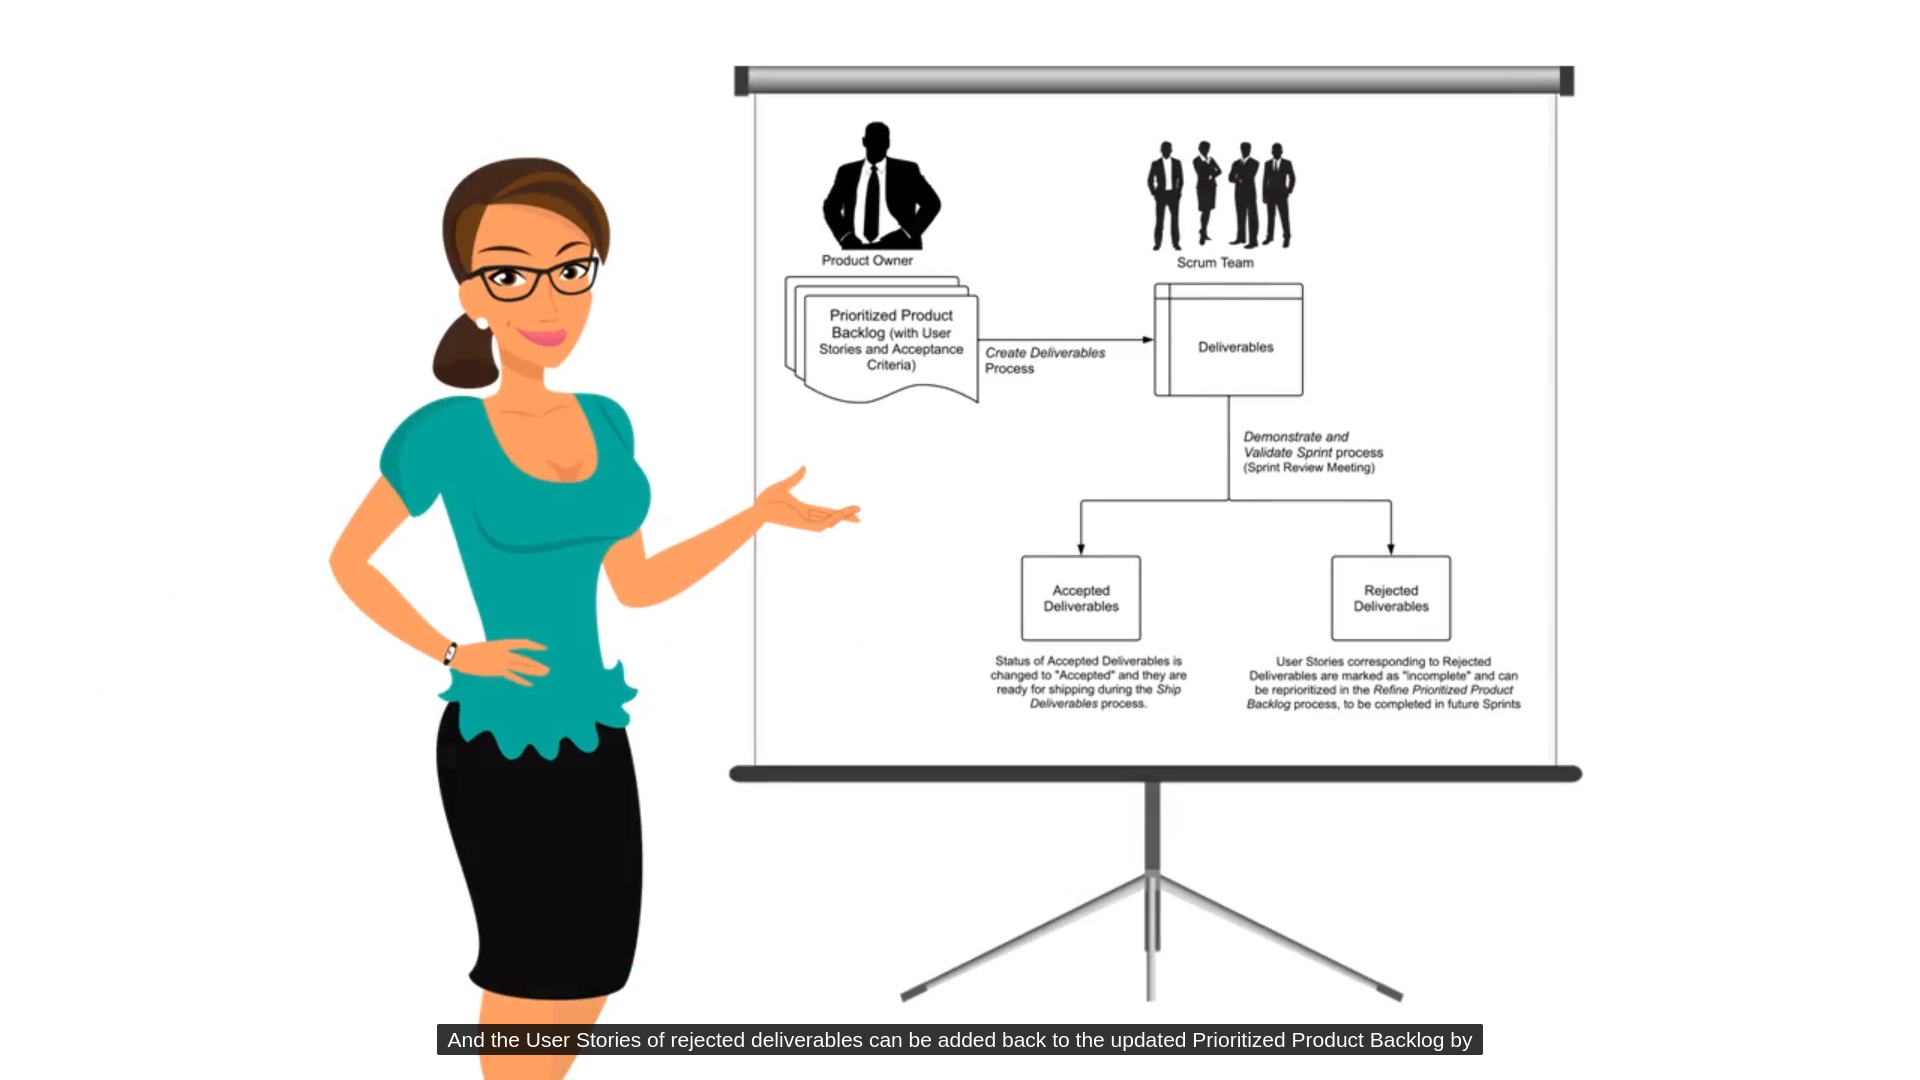 Product Owner
Scrum Team
Prioritized Product
Backlog (with User
Stories and Acceptance
Criteria)
Create Deliverables
Process
Deliverables
Demonstrate and
Validate Sprint process
(Sprint Review Meeting)
Accepted
Deliverables
Rejected
Deliverables
Status of Accepted Deliverables is
changed to "Accepted" and they are
ready for shipping during the Ship
Deliverables process.
User Stories corresponding to Rejected
Deliverables are marked as "incomplete" and can
be reprioritized in the Refine Prioritized Product
Backlog process, to be completed in future Sprints
And the User Stories of rejected deliverables can be added back to the updated Prioritized Product Backlog by